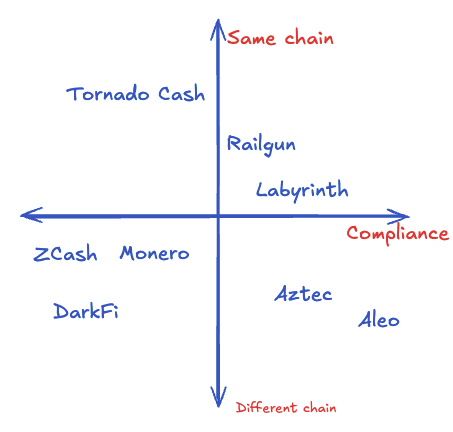 Same chain
Tornado Cash
Railgun
Labyrinth
Compliance
ZCash Monero
Aztec
DarkFi
Aleo
Different chain